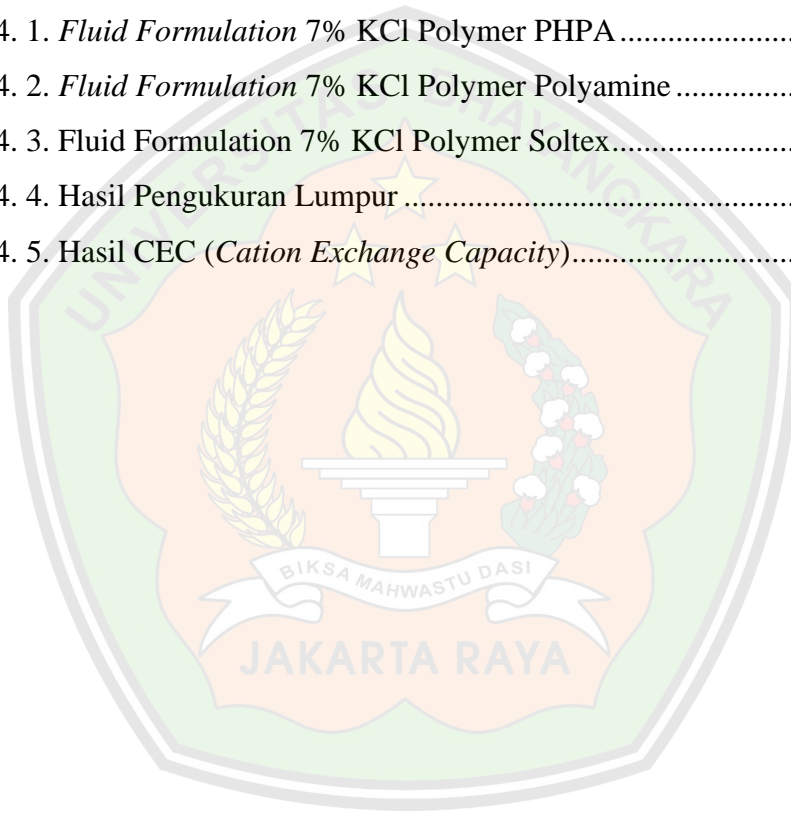 4. 1. Fluid Formulation 7% KCl Polymer PHPA.......................
4. 2. Fluid Formulation 7% KCl Polymer Polyamine................
4. 3. Fluid Formulation 7% KCl Polymer Soltex........................
4. 4. Hasil Pengukuran Lumpur..................................................
4. 5. Hasil CEC (Cation Exchange Capacity)............................
UNIVERSITAS BHAYANGKARA
BIKSA MAHWASTU DASI
JAKARTA RAYA